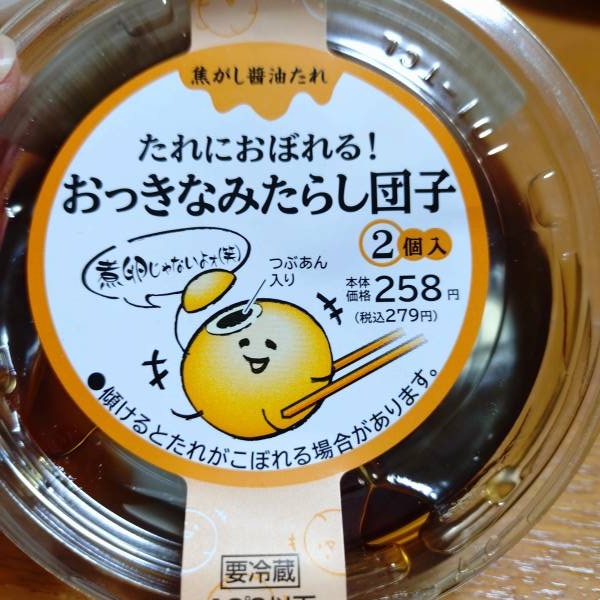 焦がし醤油たれ
たれにおぼれる！
おっきなみたらし団子
2個入
煮卵じゃないよォ(笑)
つぶあん
入り
本体
価格 258円
(税込279円)
●傾けるとたれがこぼれる場合があります。
要冷蔵